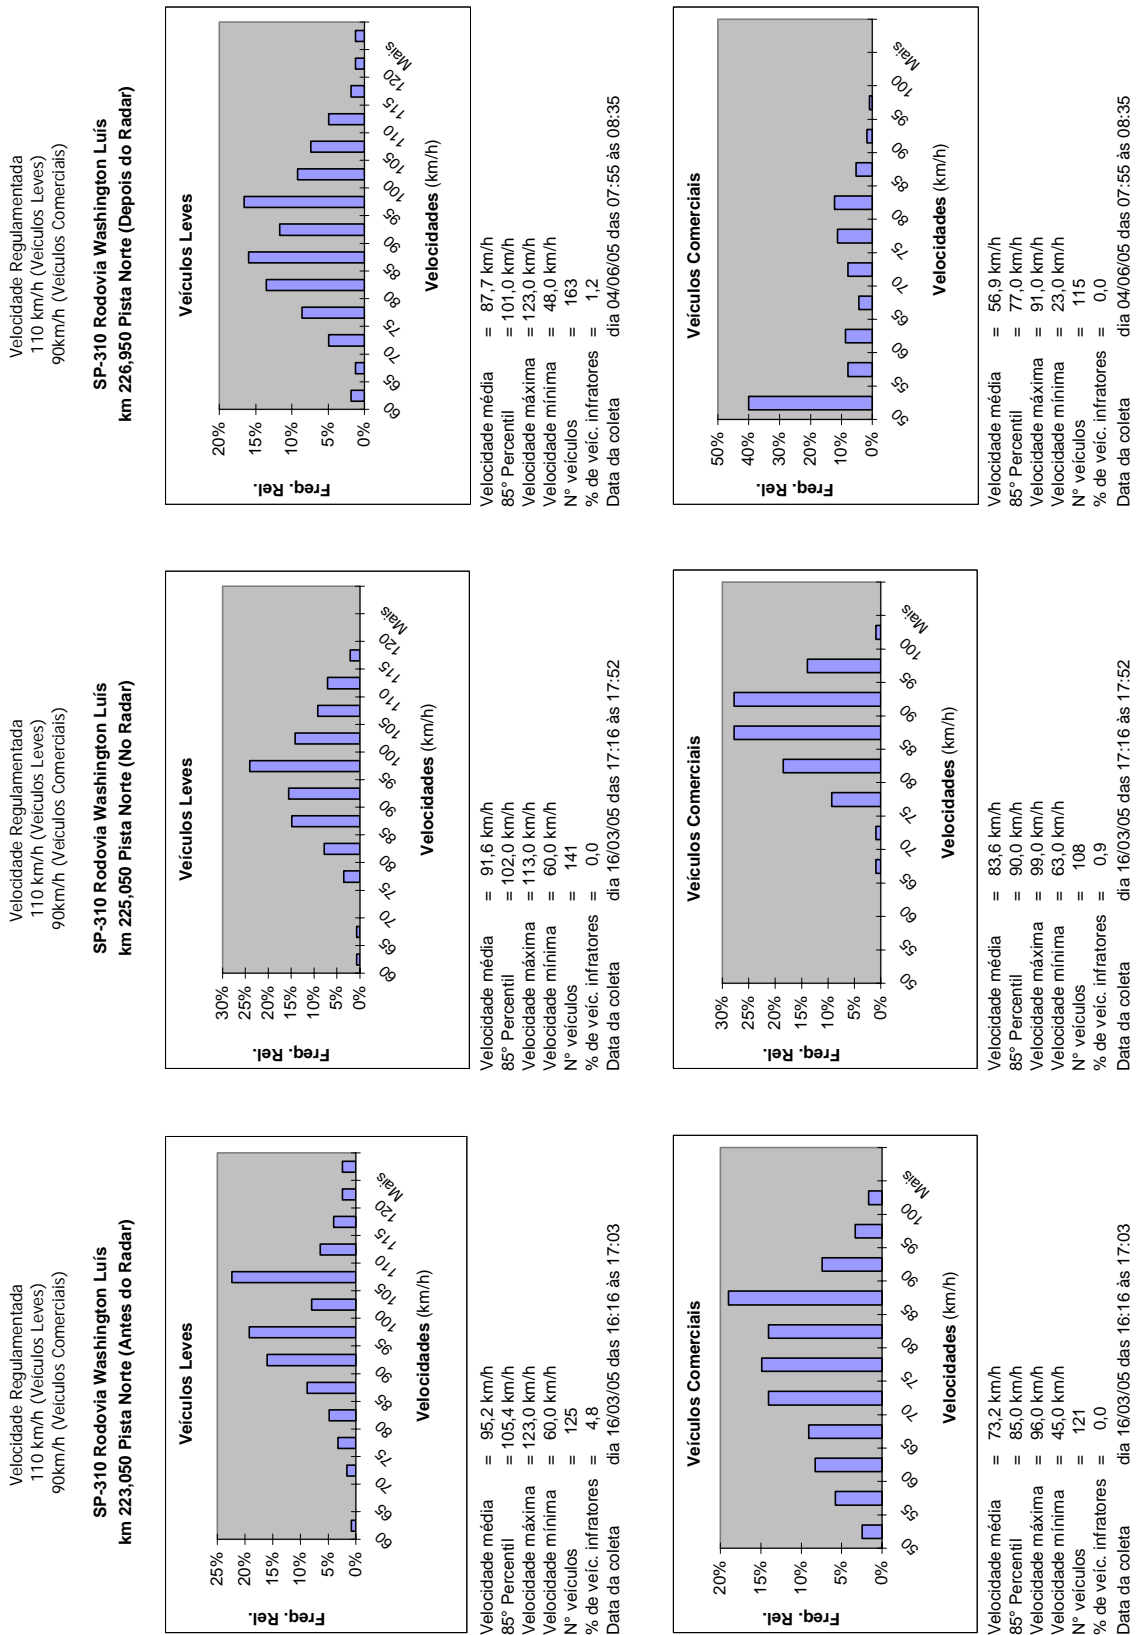 Velocidade Regulamentada
110 km/h (Veículos Leves)
90km/h (Veículos Comerciais)
SP-310 Rodovia Washington Luís
km 223,050 Pista Norte (Antes do Radar)
Veículos Leves
Freq. Rel.
25%
20%
15%
10%
5%
0%
60 65 70 75 80 85 90 95 100 105 110 115 120 Mais
Velocidades (km/h)
Velocidade média = 95,2 km/h
85° Percentil = 105,4 km/h
Velocidade máxima = 123,0 km/h
Velocidade mínima = 60,0 km/h
N° veículos = 125
% de veíc. infratores = 4,8
Data da coleta dia 16/03/05 das 16:16 às 17:03
Veículos Comerciais
Freq. Rel.
20%
15%
10%
5%
0%
50 55 60 65 70 75 80 85 90 95 100 Mais
Velocidades (km/h)
Velocidade média = 73,2 km/h
85° Percentil = 85,0 km/h
Velocidade máxima = 96,0 km/h
Velocidade mínima = 45,0 km/h
N° veículos = 121
% de veíc. infratores = 0,0
Data da coleta dia 16/03/05 das 16:16 às 17:03
Velocidade Regulamentada
110 km/h (Veículos Leves)
90km/h (Veículos Comerciais)
SP-310 Rodovia Washington Luís
km 225,050 Pista Norte (No Radar)
Veículos Leves
Freq. Rel.
30%
25%
20%
15%
10%
5%
0%
60 65 70 75 80 85 90 95 100 105 110 115 120 Mais
Velocidades (km/h)
Velocidade média = 91,6 km/h
85° Percentil = 102,0 km/h
Velocidade máxima = 113,0 km/h
Velocidade mínima = 60,0 km/h
N° veículos = 141
% de veíc. infratores = 0,0
Data da coleta dia 16/03/05 das 17:16 às 17:52
Veículos Comerciais
Freq. Rel.
30%
25%
20%
15%
10%
5%
0%
50 55 60 65 70 75 80 85 90 95 100 Mais
Velocidades (km/h)
Velocidade média = 83,6 km/h
85° Percentil = 90,0 km/h
Velocidade máxima = 99,0 km/h
Velocidade mínima = 63,0 km/h
N° veículos = 108
% de veíc. infratores = 0,9
Data da coleta dia 16/03/05 das 17:16 às 17:52
Velocidade Regulamentada
110 km/h (Veículos Leves)
90km/h (Veículos Comerciais)
SP-310 Rodovia Washington Luís
km 226,950 Pista Norte (Depois do Radar)
Veículos Leves
Freq. Rel.
20%
15%
10%
5%
0%
60 65 70 75 80 85 90 95 100 105 110 115 120 Mais
Velocidades (km/h)
Velocidade média = 87,7 km/h
85° Percentil = 101,0 km/h
Velocidade máxima = 123,0 km/h
Velocidade mínima = 48,0 km/h
N° veículos = 163
% de veíc. infratores = 1,2
Data da coleta dia 04/06/05 das 07:55 às 08:35
Veículos Comerciais
Freq. Rel.
50%
40%
30%
20%
10%
0%
50 55 60 65 70 75 80 85 90 95 100 Mais
Velocidades (km/h)
Velocidade média = 56,9 km/h
85° Percentil = 77,0 km/h
Velocidade máxima = 91,0 km/h
Velocidade mínima = 23,0 km/h
N° veículos = 115
% de veíc. infratores = 0,0
Data da coleta dia 04/06/05 das 07:55 às 08:35